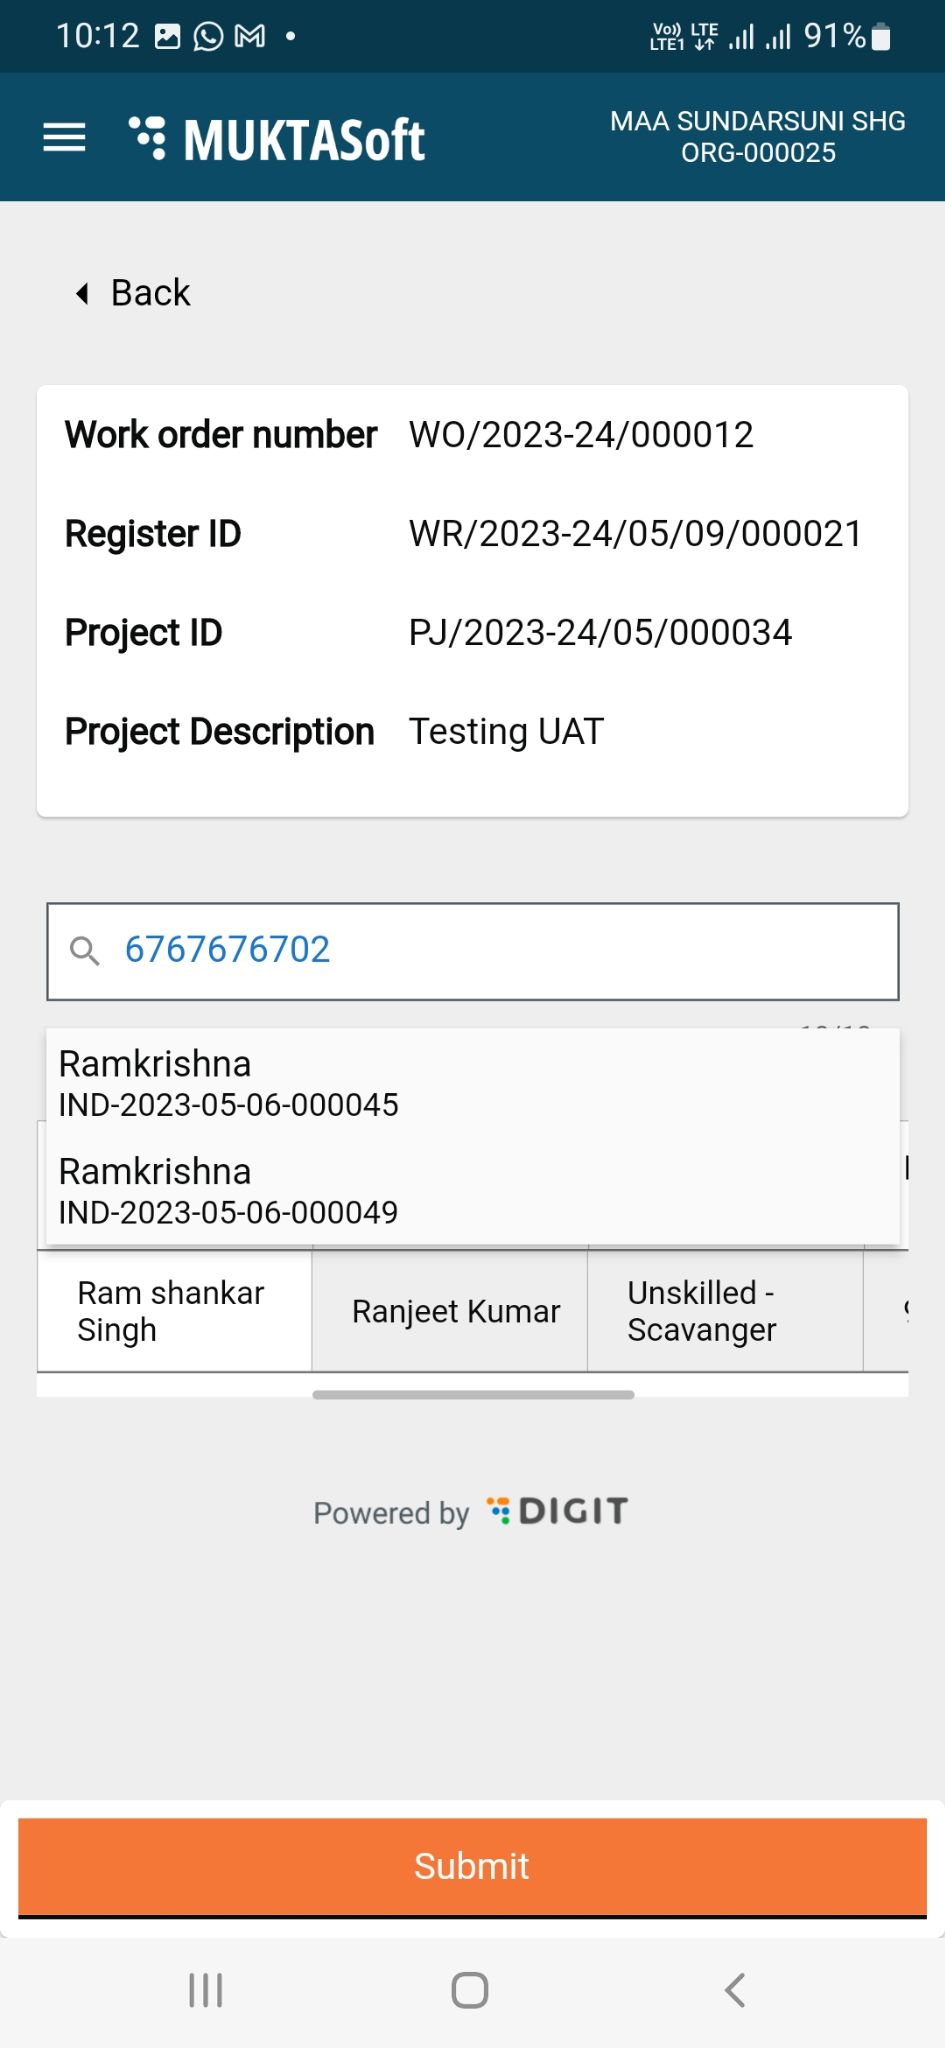 10:12
Vo)) LTE
LTE1
91%
MUKTASoft
MAA SUNDARSUNI SHG
ORG-000025
Back
Work order number WO/2023-24/000012
Register ID WR/2023-24/05/09/000021
Project ID PJ/2023-24/05/000034
Project Description Testing UAT
6767676702
Ramkrishna
IND-2023-05-06-000045
Ramkrishna
IND-2023-05-06-000049
Ram shankar
Singh
Ranjeet Kumar
Unskilled -
Scavanger
Powered by DIGIT
Submit